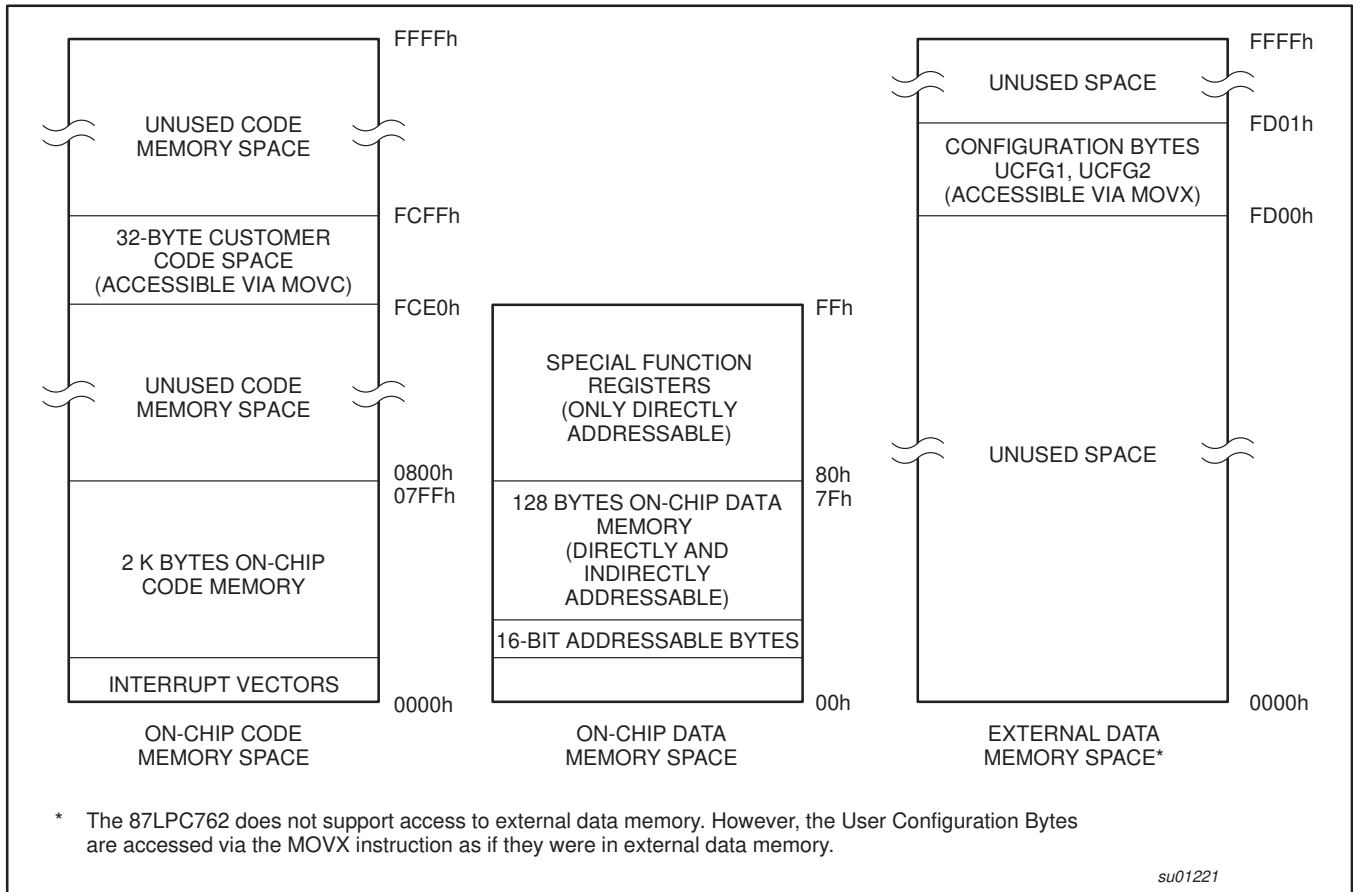 FFFFh
UNUSED CODE
MEMORY SPACE
FCFFh
32-BYTE CUSTOMER
CODE SPACE
(ACCESSIBLE VIA MOVC)
FCE0h
UNUSED CODE
MEMORY SPACE
0800h
07FFh
2 K BYTES ON-CHIP
CODE MEMORY
INTERRUPT VECTORS
0000h
ON-CHIP CODE
MEMORY SPACE
FFh
SPECIAL FUNCTION
REGISTERS
(ONLY DIRECTLY
ADDRESSABLE)
80h
7Fh
128 BYTES ON-CHIP DATA
MEMORY
(DIRECTLY AND
INDIRECTLY
ADDRESSABLE)
16-BIT ADDRESSABLE BYTES
00h
ON-CHIP DATA
MEMORY SPACE
FFFFh
UNUSED SPACE
FD01h
CONFIGURATION BYTES
UCFG1, UCFG2
(ACCESSIBLE VIA MOVX)
FD00h
UNUSED SPACE
0000h
EXTERNAL DATA
MEMORY SPACE*
* The 87LPC762 does not support access to external data memory. However, the User Configuration Bytes
are accessed via the MOVX instruction as if they were in external data memory.
su01221